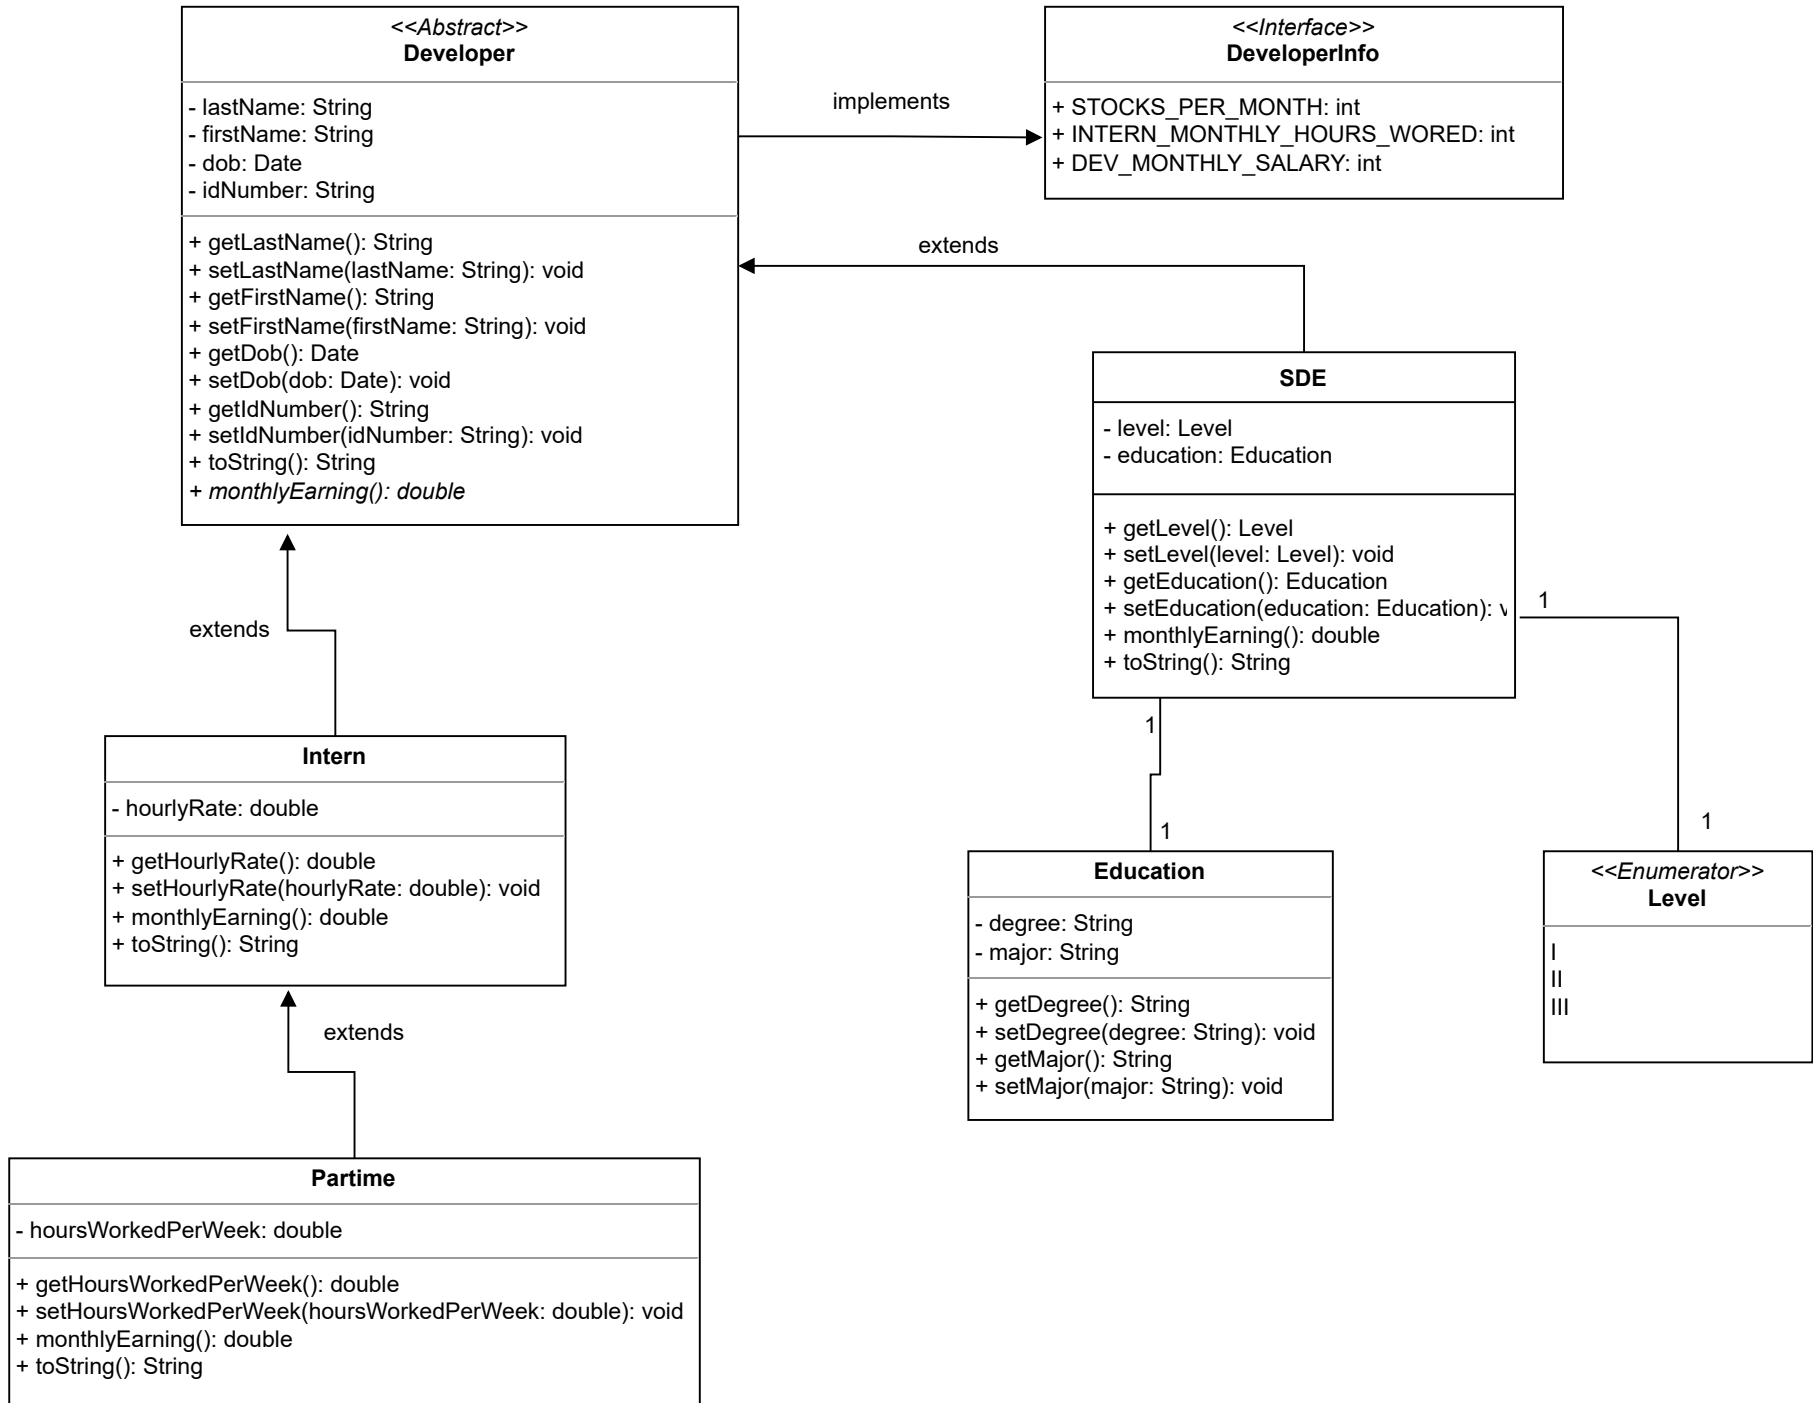 <<Abstract>>
Developer
- lastName: String
- firstName: String
- dob: Date
- idNumber: String
+ getLastName(): String
+ setLastName(lastName: String): void
+ getFirstName(): String
+ setFirstName(firstName: String): void
+ getDob(): Date
+ setDob(dob: Date): void
+ getIdNumber(): String
+ setIdNumber(idNumber: String): void
+ toString(): String
+ monthlyEarning(): double
implements
<<Interface>>
DeveloperInfo
+ STOCKS_PER_MONTH: int
+ INTERN_MONTHLY_HOURS_WORED: int
+ DEV_MONTHLY_SALARY: int
extends
SDE
- level: Level
- education: Education
+ getLevel(): Level
+ setLevel(level: Level): void
+ getEducation(): Education
+ setEducation(education: Education): v
+ monthlyEarning(): double
+ toString(): String
1
1
1
1
extends
Intern
- hourlyRate: double
+ getHourlyRate(): double
+ setHourlyRate(hourlyRate: double): void
+ monthlyEarning(): double
+ toString(): String
Education
- degree: String
- major: String
+ getDegree(): String
+ setDegree(degree: String): void
+ getMajor(): String
+ setMajor(major: String): void
<<Enumerator>>
Level
I
II
III
extends
Partime
- hoursWorkedPerWeek: double
+ getHoursWorkedPerWeek(): double
+ setHoursWorkedPerWeek(hoursWorkedPerWeek: double): void
+ monthlyEarning(): double
+ toString(): String